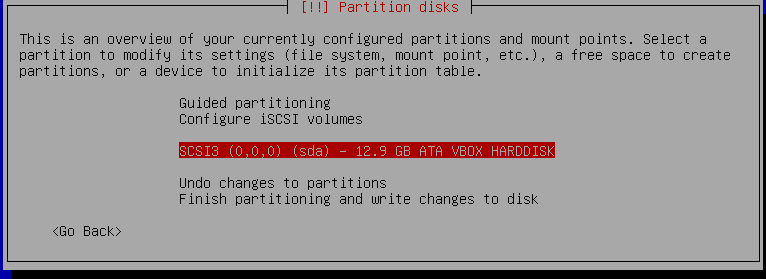 [!!] Partition disks
This is an overview of your currently configured partitions and mount points. Select a
partition to modify its settings (file system, mount point, etc.), a free space to create
partitions, or a device to initialize its partition table.
Guided partitioning
Configure iSCSI volumes
SCSI3 (0,0,0) (sda) – 12.9 GB ATA VBOX HARDDISK
Undo changes to partitions
Finish partitioning and write changes to disk
<Go Back>